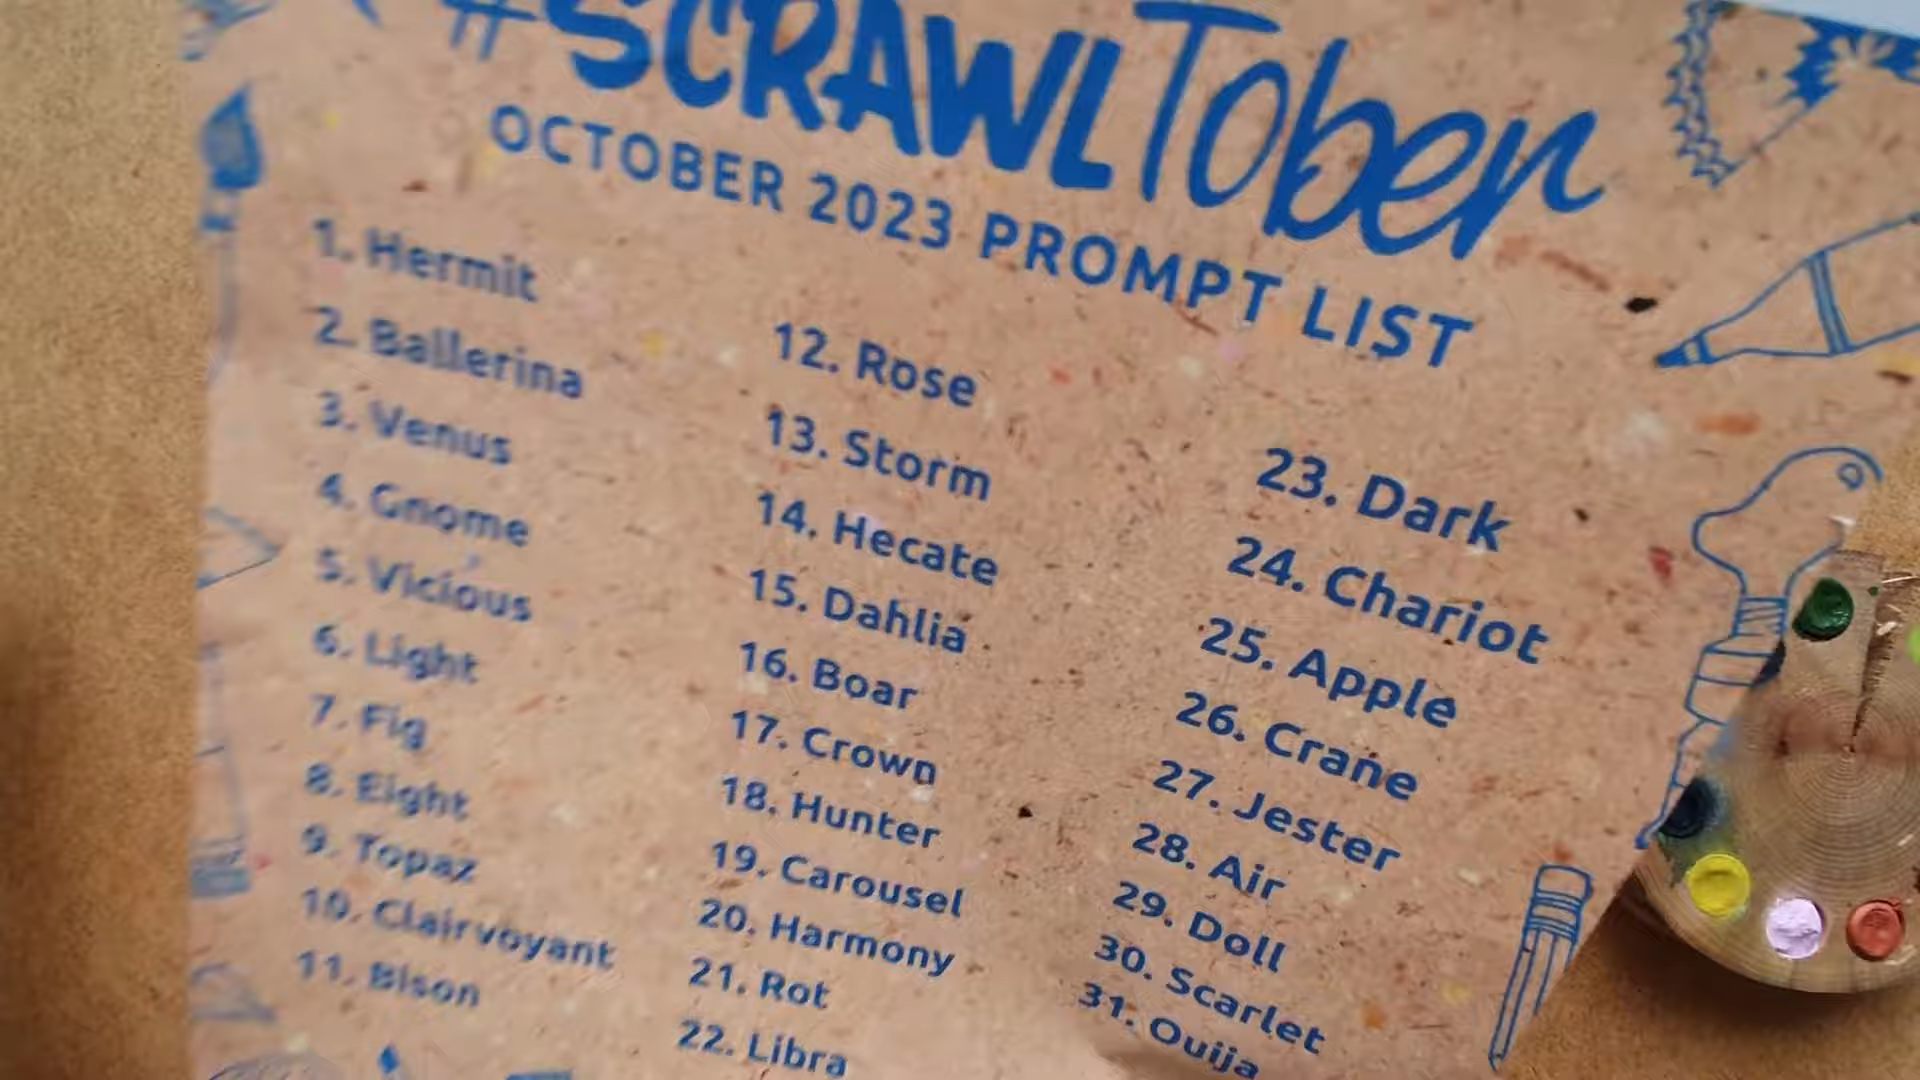 #SCRAWLTober
OCTOBER 2023 PROMPT LIST
1. Hermit
2. Ballerina
3. Venus
4. Gnome
5. Vicious
6. Light
7. Fig
8. Eight
9. Topaz
10. Clairvoyant
11. Bison
12. Rose
13. Storm
14. Hecate
15. Dahlia
16. Boar
17. Crown
18. Hunter
19. Carousel
20. Harmony
21. Rot
22. Libra
23. Dark
24. Chariot
25. Apple
26. Crane
27. Jester
28. Air
29. Doll
30. Scarlet
31. Ouija